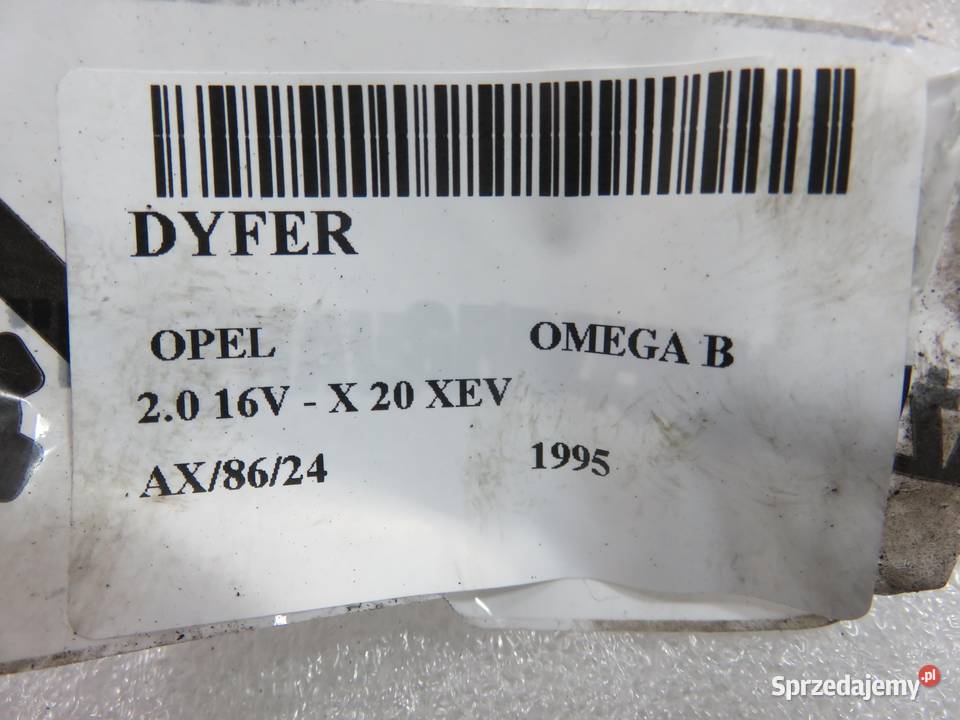 DYFER
OPEL OMEGA B
2.0 16V - X 20 XEV
AX/86/24 1995
Sprzedajemy.pl